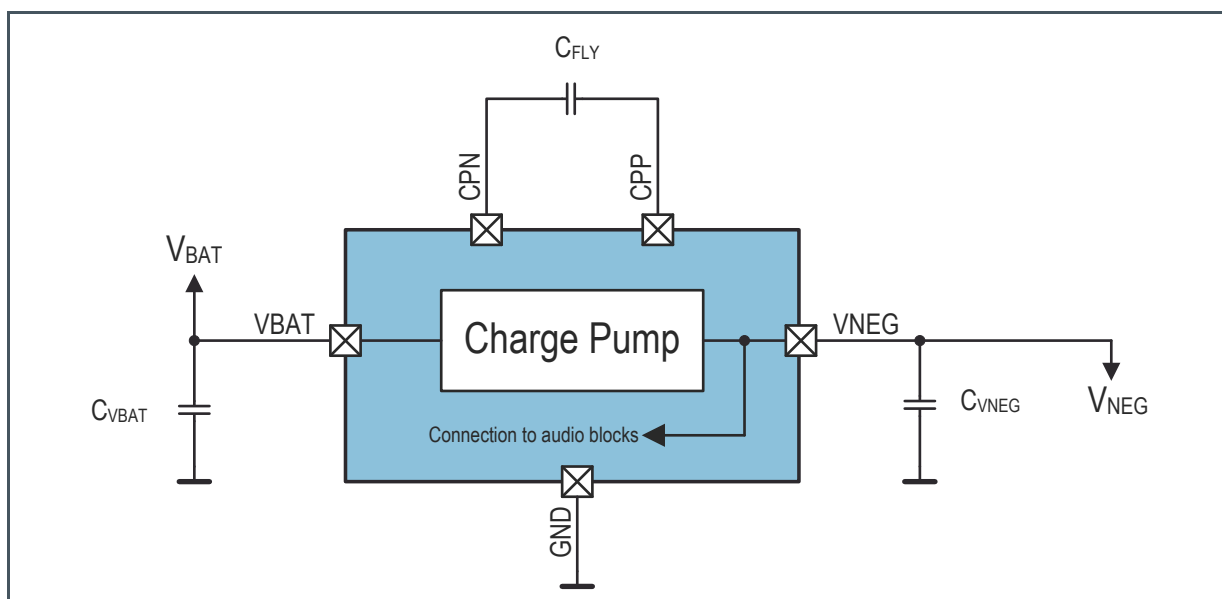 CFLY
CPN
CPP
VBAT
VBAT
VNEG
Charge Pump
CVBAT
CVNEG
VNEG
Connection to audio blocks
GND